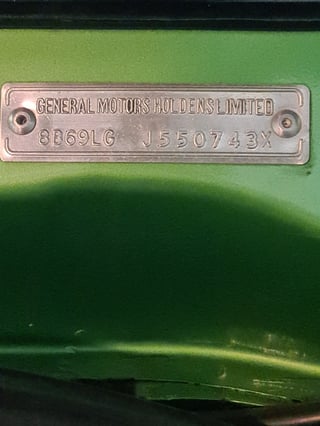 GENERAL MOTORS HOLDENS LIMITED
8B69LG J550743X